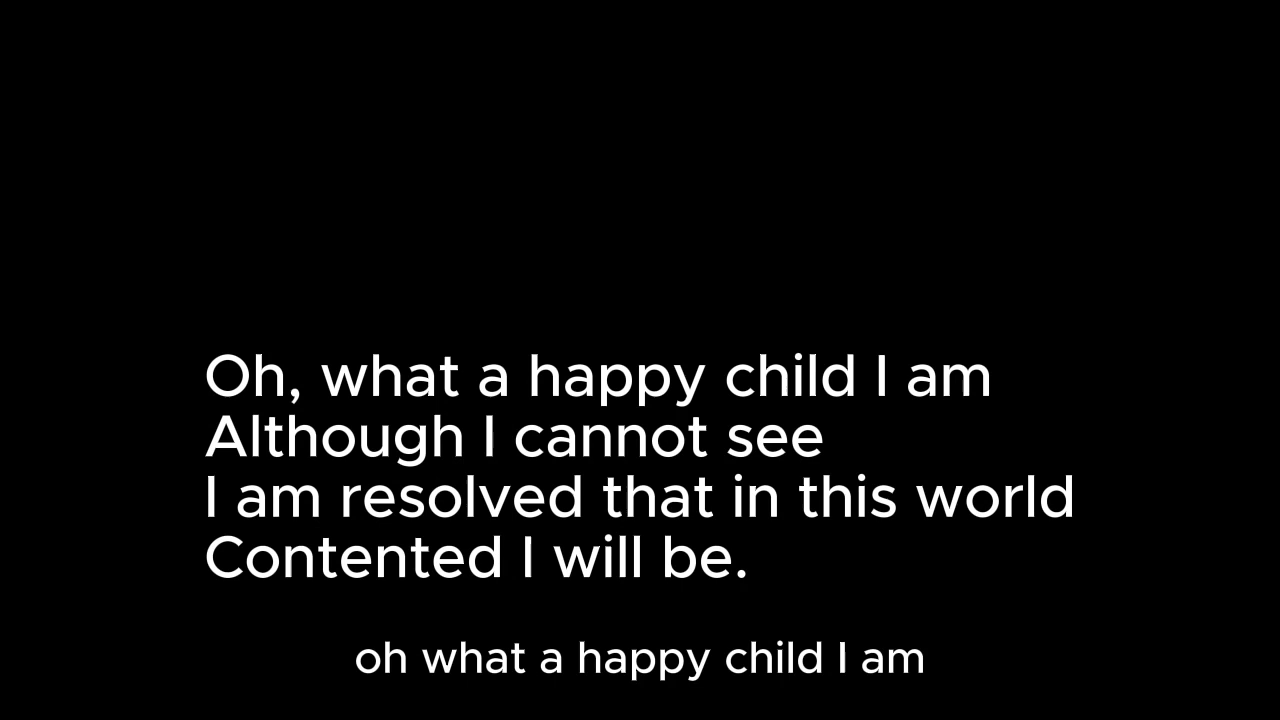 Oh, what a happy child I am
Although I cannot see
I am resolved that in this world
Contented I will be.
oh what a happy child I am